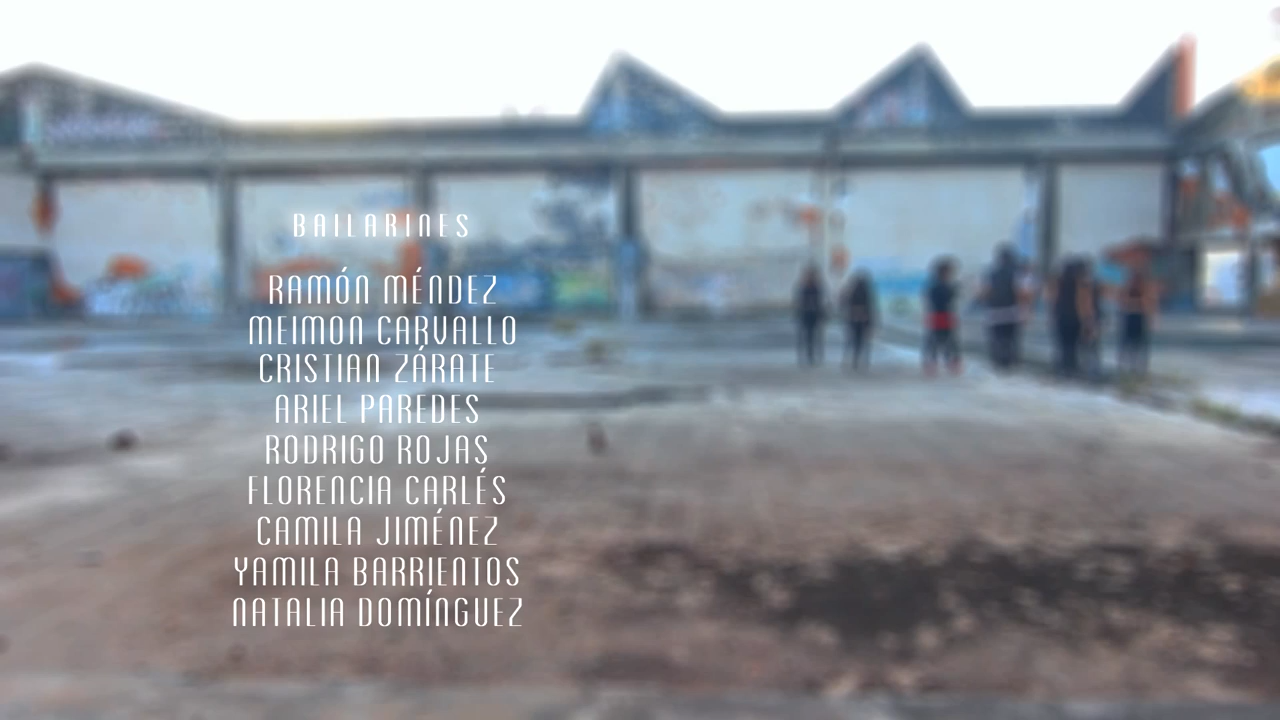 BAILARINES
RAMÓN MÉNDEZ
MEIMON CARVALLO
CRISTIAN ZÁRATE
ARIEL PAREDES
RODRIGO ROJAS
FLORENCIA CARLÉS
CAMILA JIMÉNEZ
YAMILA BARRIENTOS
NATALIA DOMÍNGUEZ